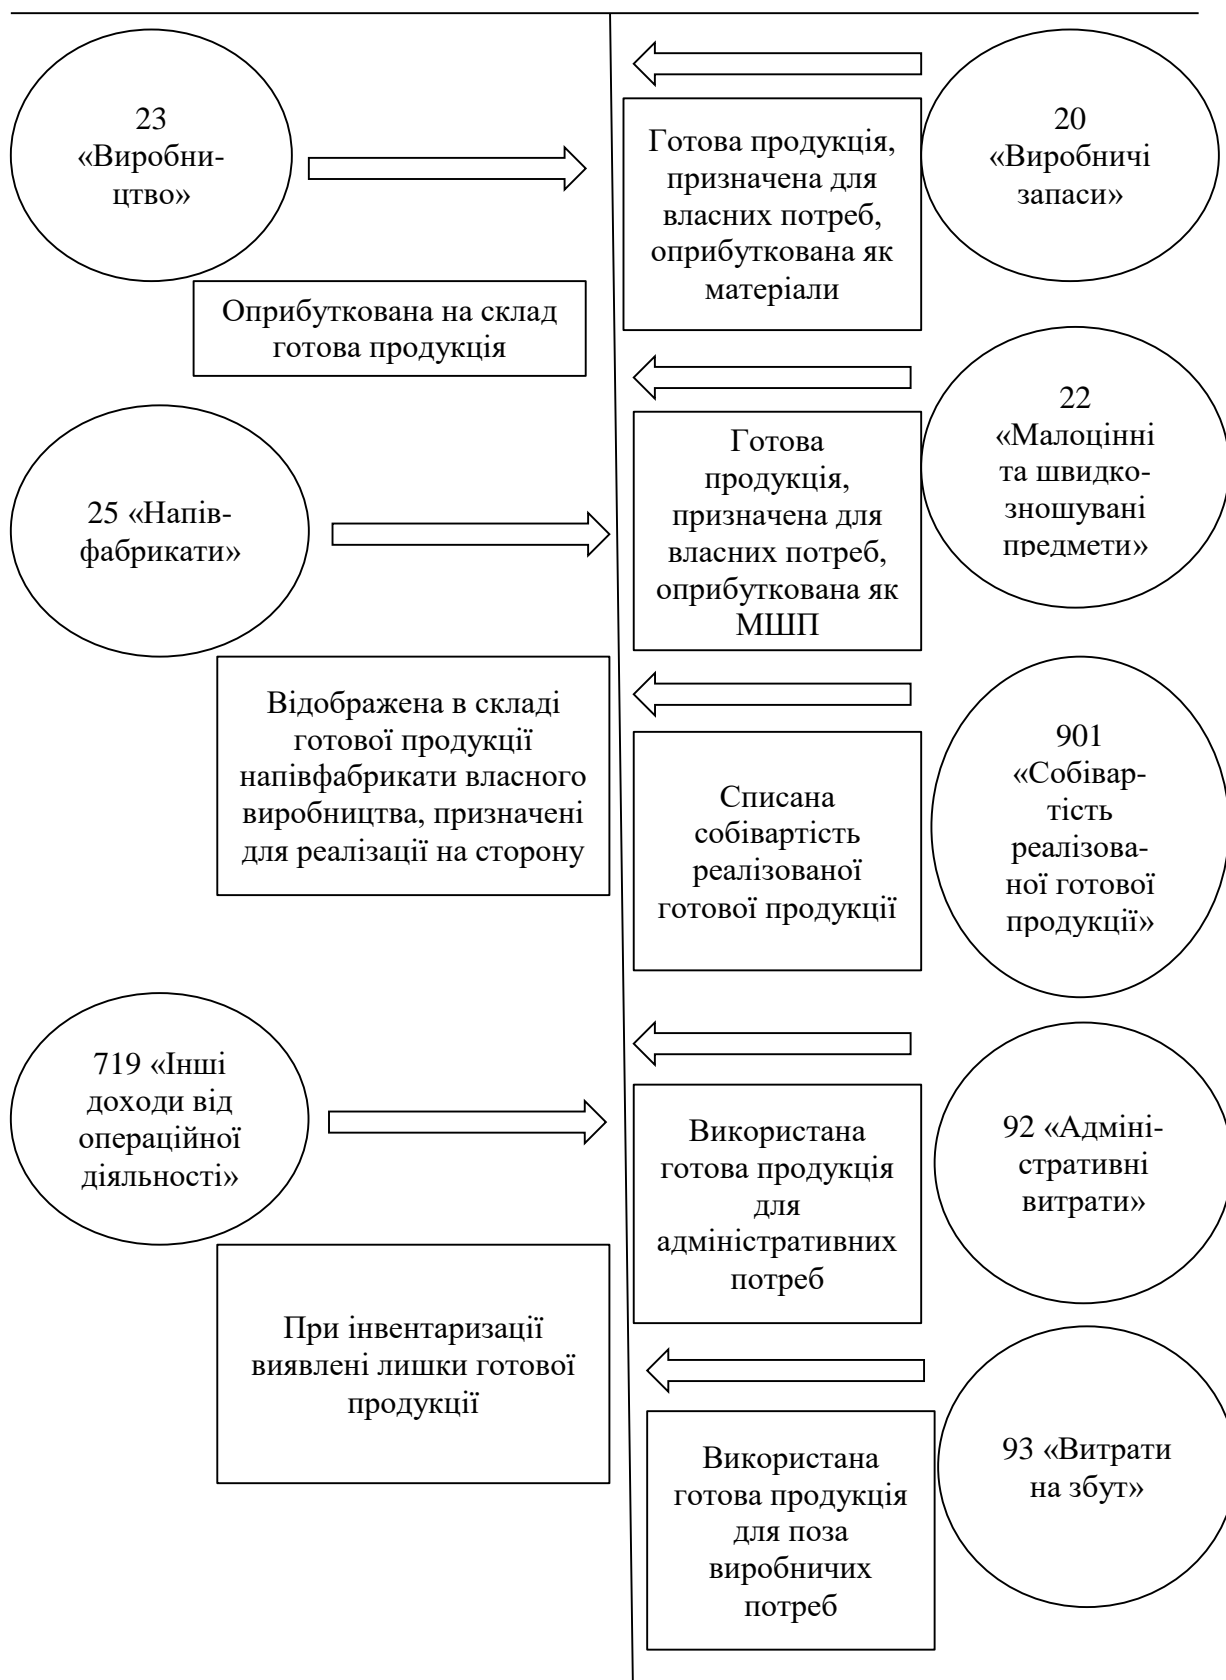 23
«Виробни-
цтво»
Оприбуткована на склад
готова продукція
25 «Напів-
фабрикати»
Відображена в складі
готової продукції
напівфабрикати власного
виробництва, призначені
для реалізації на сторону
719 «Інші
доходи від
операційної
діяльності»
При інвентаризації
виявлені лишки готової
продукції
Готова продукція,
призначена для
власних потреб,
оприбуткована як
матеріали
20
«Виробничі
запаси»
Готова
продукція,
призначена для
власних потреб,
оприбуткована як
МШП
22
«Малоцінні
та швидко-
зношувані
предмети»
Списана
собівартість
реалізованої
готової продукції
901
«Собівар-
тість
реалізова-
ної готової
продукції»
Використана
готова продукція
для
адміністративних
потреб
92 «Адміні-
стративні
витрати»
Використана
готова продукція
для поза
виробничих
потреб
93 «Витрати
на збут»